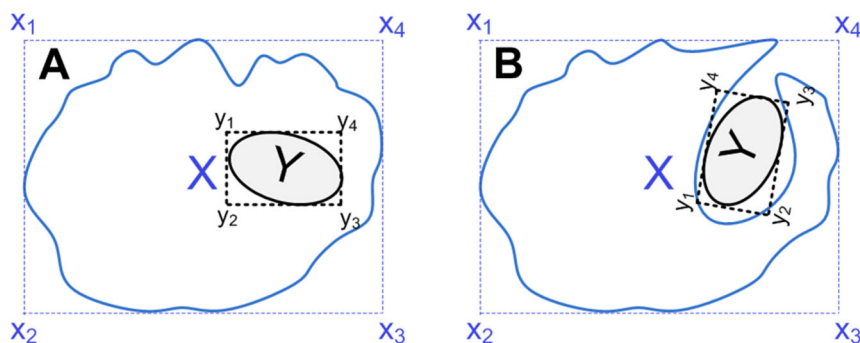 x1 x4
A
y1 y4
X Y
y2 y3
x2 x3
x1 x4
B
y4 y3
X Y
y1 y2
x2 x3